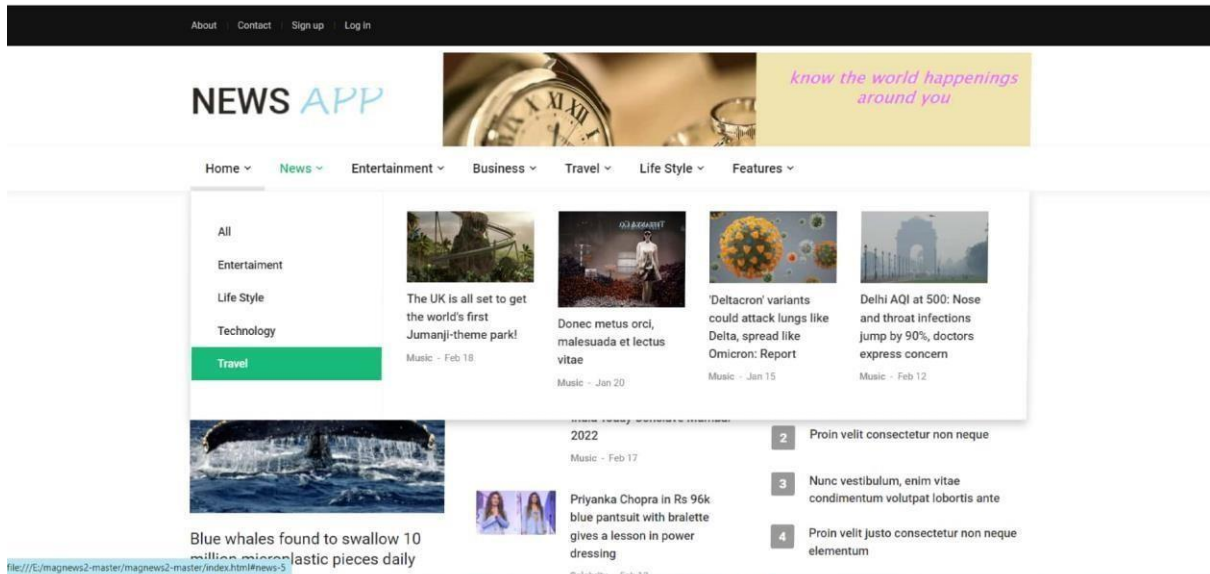 About
Contact
Sign up
Log in
NEWS APP
know the world happenings
around you
Home
News
Entertainment
Business
Travel
Life Style
Features
All
Entertaiment
Life Style
Technology
Travel
The UK is all set to get
the world's first
Jumanji-theme park!
Music - Feb 18
Donec metus orci,
malesuada et lectus
vitae
Music - Jan 20
'Deltacron' variants
could attack lungs like
Delta, spread like
Omicron: Report
Music - Jan 15
Delhi AQI at 500: Nose
and throat infections
jump by 90%, doctors
express concern
Music - Feb 12
Blue whales found to swallow 10
million microplastic pieces daily
2022
Music - Feb 17
Priyanka Chopra in Rs 96k
blue pantsuit with bralette
gives a lesson in power
dressing
2 Proin velit consectetur non neque
3 Nunc vestibulum, enim vitae
condimentum volutpat lobortis ante
4 Proin velit justo consectetur non neque
elementum
file:///E:/magnews2-master/magnews2-master/index.html#news-5